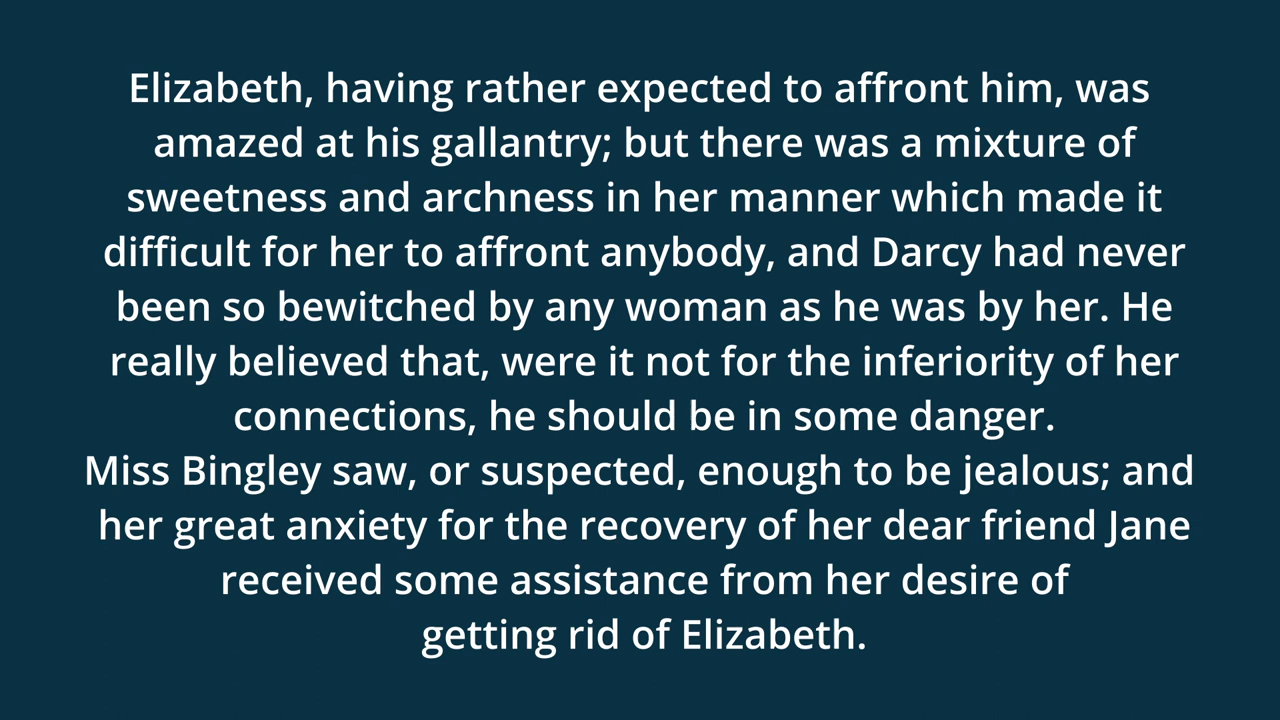 Elizabeth, having rather expected to affront him, was
amazed at his gallantry; but there was a mixture of
sweetness and archness in her manner which made it
difficult for her to affront anybody, and Darcy had never
been so bewitched by any woman as he was by her. He
really believed that, were it not for the inferiority of her
connections, he should be in some danger.
Miss Bingley saw, or suspected, enough to be jealous; and
her great anxiety for the recovery of her dear friend Jane
received some assistance from her desire of
getting rid of Elizabeth.